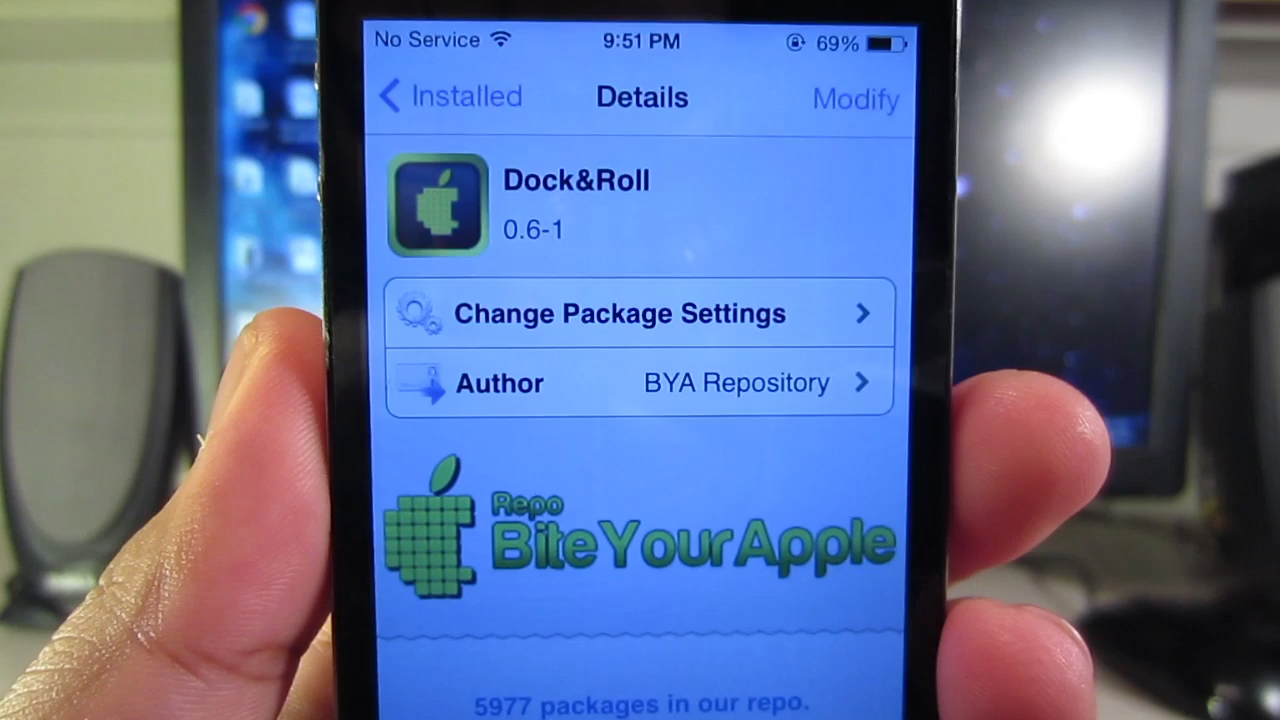 No Service 9:51 PM 69%
Installed Details Modify
Dock&Roll
0.6-1
Change Package Settings
Author BYA Repository
Repo
BiteYourApple
5977 packages in our repo.